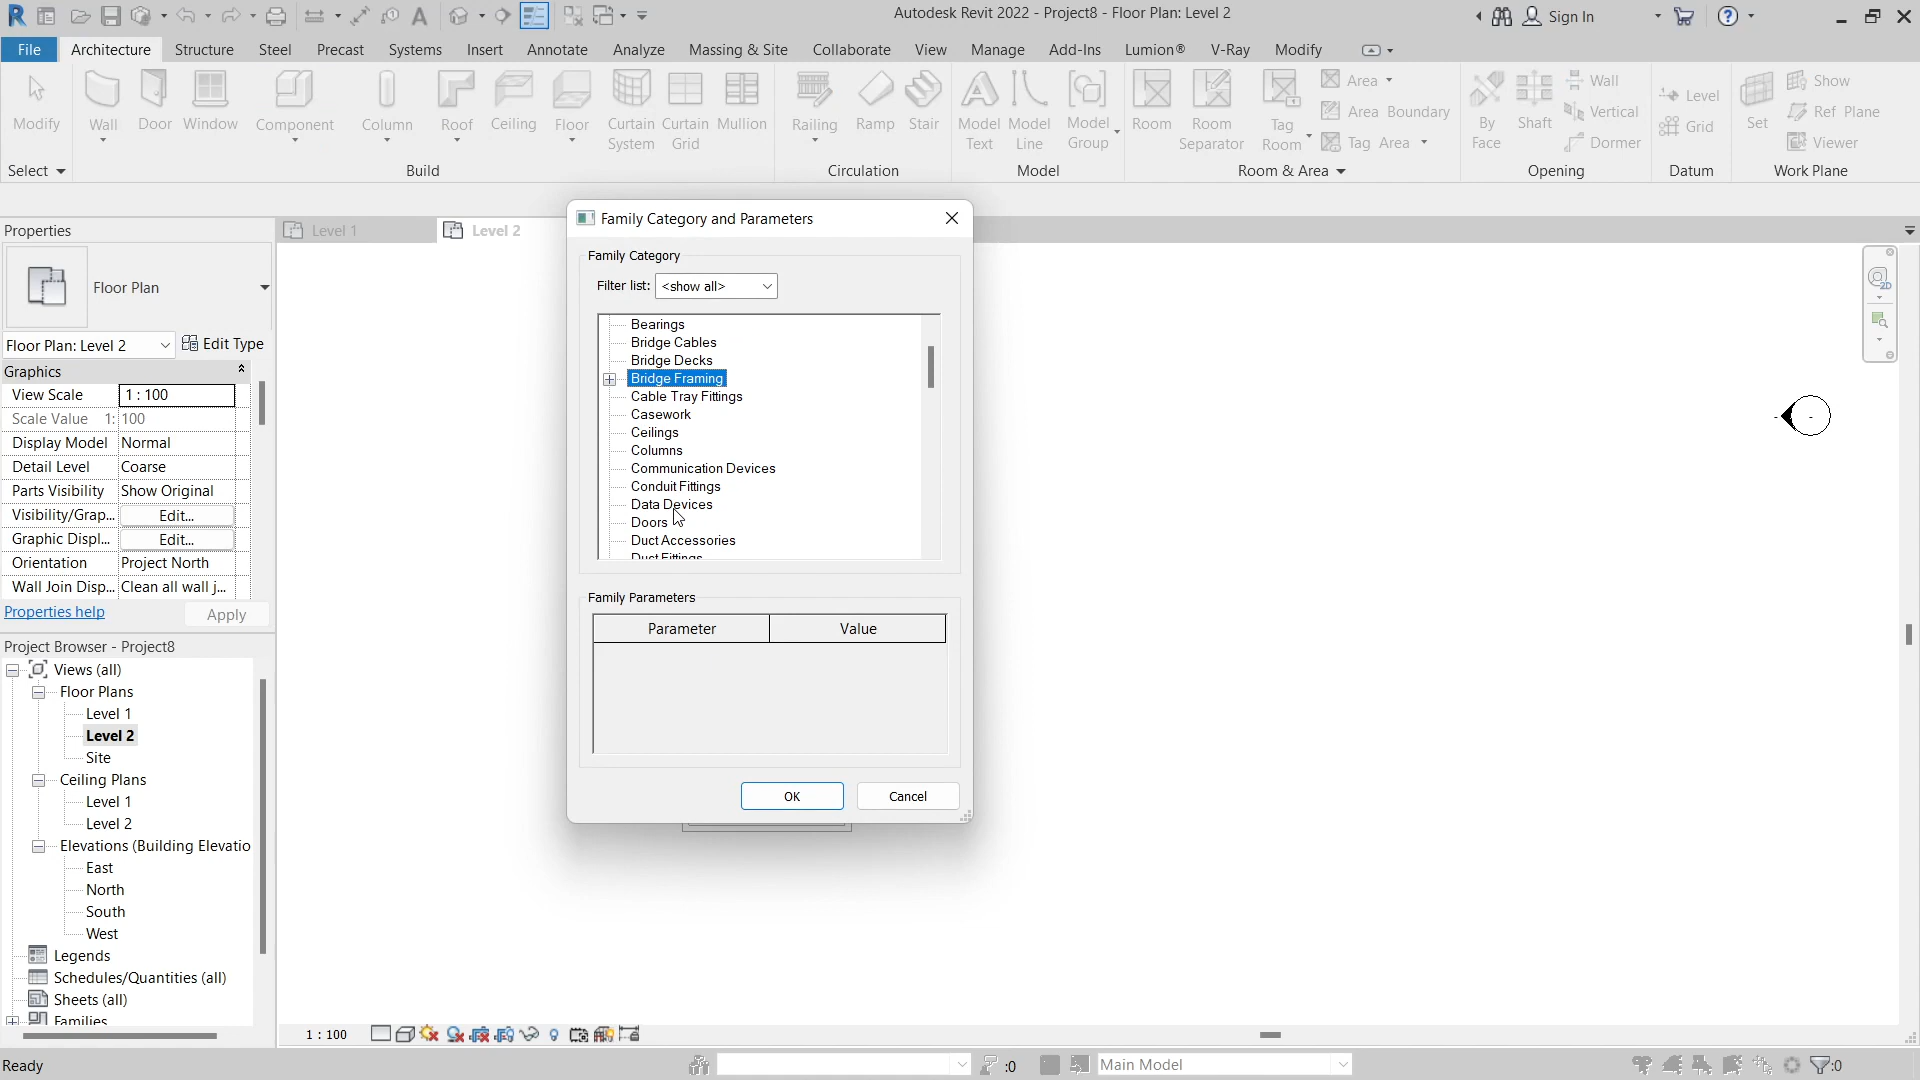 Autodesk Revit 2022 - Project8 - Floor Plan: Level 2
Sign In
File Architecture Structure Steel Precast Systems Insert Annotate Analyze Massing & Site Collaborate View Manage Add-Ins Lumion® V-Ray Modify
Modify
Wall
Door
Window
Component
Column
Roof
Ceiling
Floor
Curtain System
Curtain Grid
Mullion
Railing
Ramp
Stair
Model Text
Model Line
Model Group
Room
Room Separator
Tag Room
Area
Area Boundary
Tag Area
By Face
Shaft
Wall
Vertical
Dormer
Level
Grid
Set
Show
Ref Plane
Viewer
Select
Build
Circulation
Model
Room & Area
Opening
Datum
Work Plane
Properties
Level 1
Level 2
Floor Plan
Floor Plan: Level 2
Edit Type
Graphics
View Scale 1 : 100
Scale Value 1: 100
Display Model Normal
Detail Level Coarse
Parts Visibility Show Original
Visibility/Grap... Edit...
Graphic Displ... Edit...
Orientation Project North
Wall Join Disp... Clean all wall j...
Properties help
Apply
Project Browser - Project8
Views (all)
Floor Plans
Level 1
Level 2
Site
Ceiling Plans
Level 1
Level 2
Elevations (Building Elevatio
East
North
South
West
Legends
Schedules/Quantities (all)
Sheets (all)
Families
Family Category and Parameters
Family Category
Filter list: <show all>
Bearings
Bridge Cables
Bridge Decks
Bridge Framing
Cable Tray Fittings
Casework
Ceilings
Columns
Communication Devices
Conduit Fittings
Data Devices
Doors
Duct Accessories
Duct Fittings
Family Parameters
Parameter Value
OK
Cancel
2D
1 : 100
Ready
:0
Main Model
:0